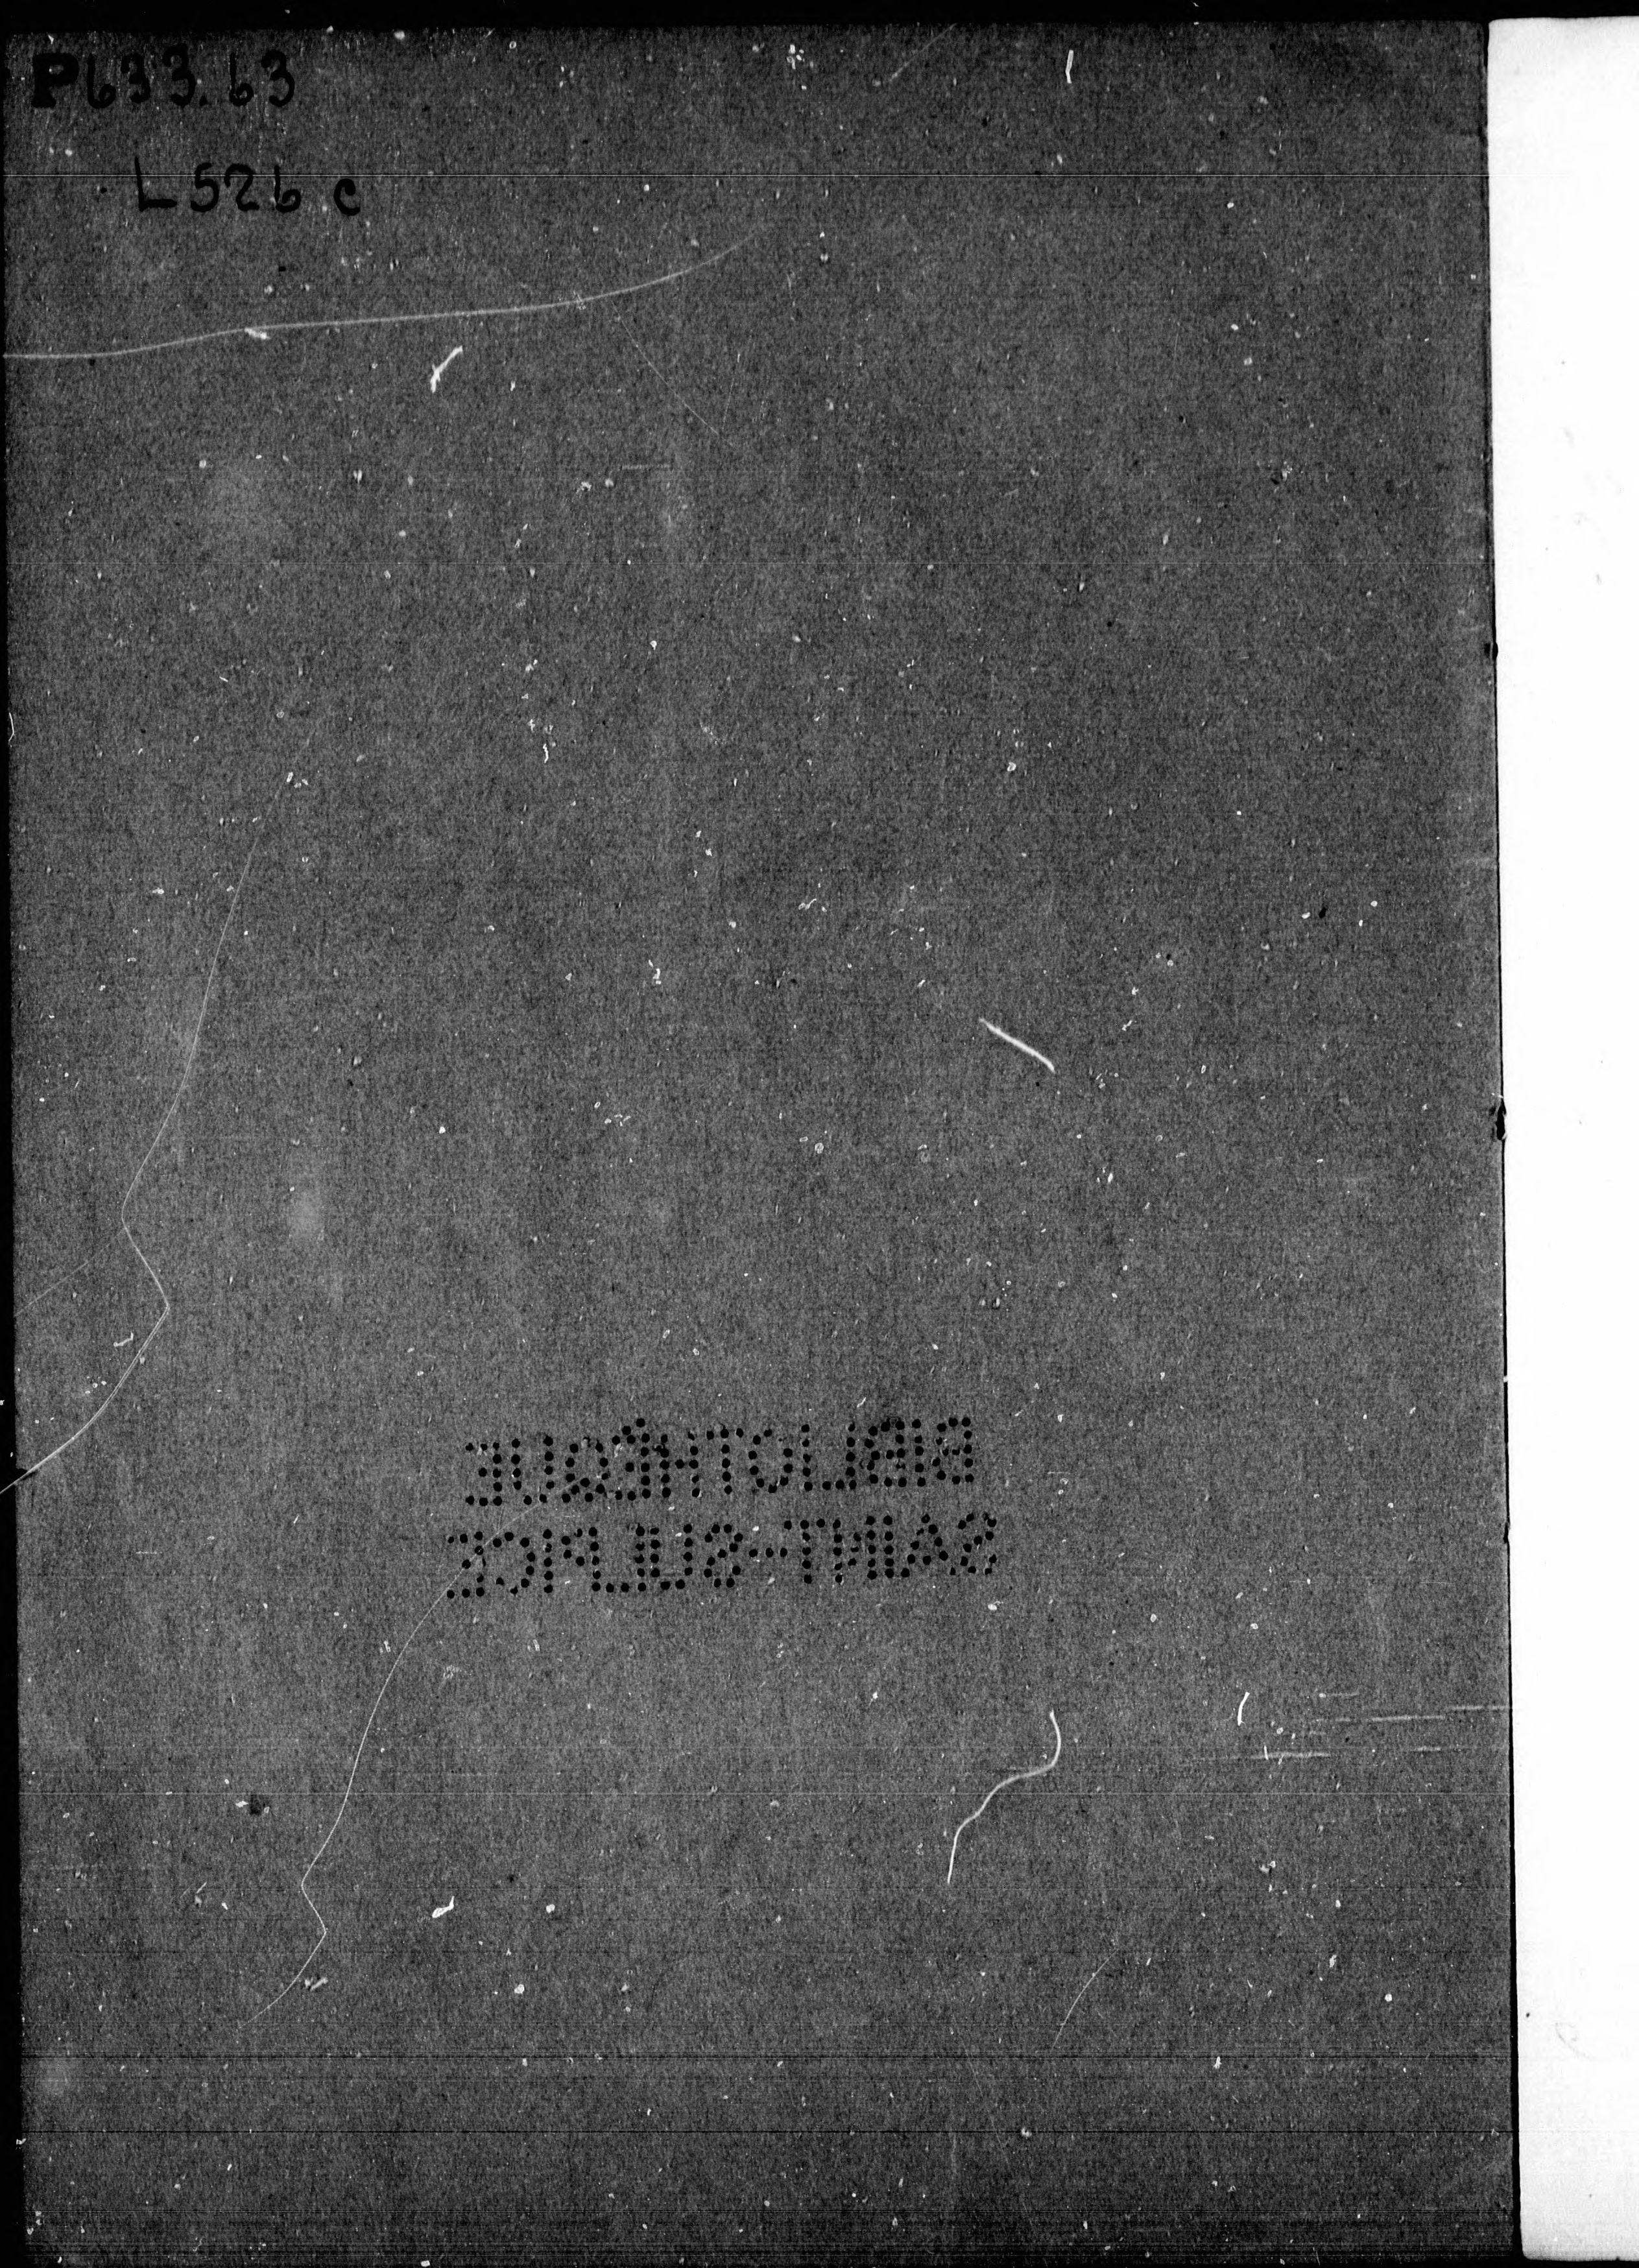 P633.63
L526c
BIBLIOTHÈQUE
SAINT-SULPICE